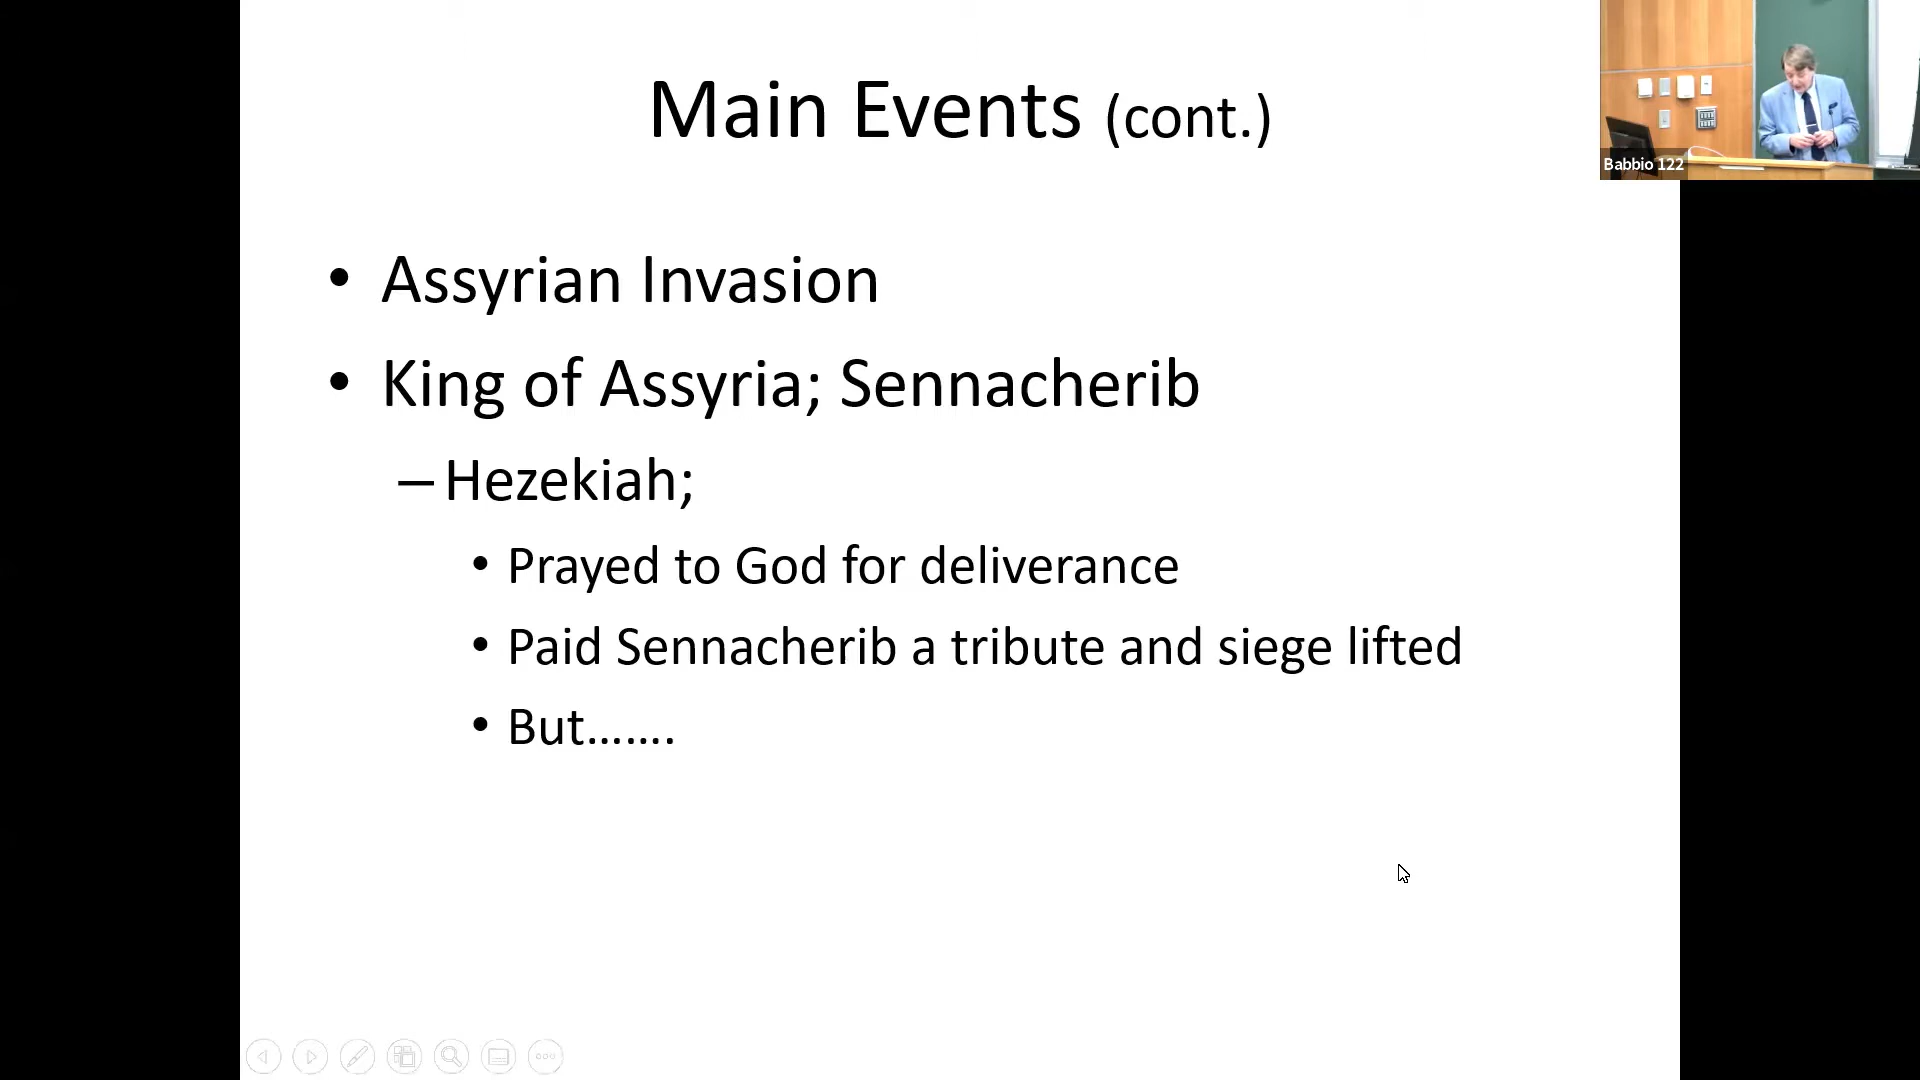 Main Events (cont.)
Babbio 122
• Assyrian Invasion
• King of Assyria; Sennacherib
– Hezekiah;
• Prayed to God for deliverance
• Paid Sennacherib a tribute and siege lifted
• But…….